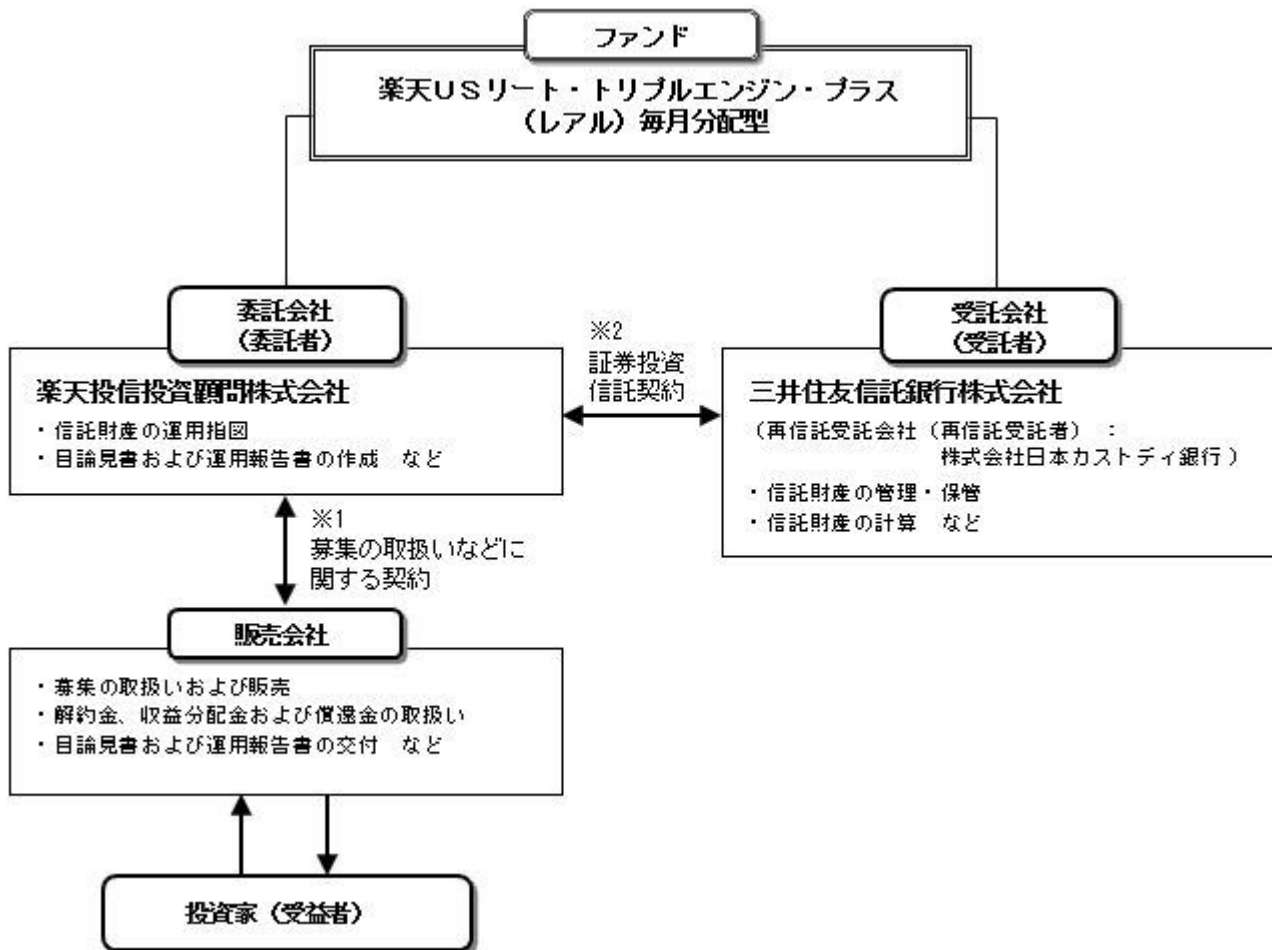 ファンド
楽天USリート・トリプルエンジン・プラス
(レアル)毎月分配型
委託会社
(委託者)
楽天投信投資顧問株式会社
・信託財産の運用指図
・目論見書および運用報告書の作成　など
※2
証券投資
信託契約
受託会社
(受託者)
三井住友信託銀行株式会社
(再信託受託会社(再信託受託者)　:
株式会社日本カストディ銀行)
・信託財産の管理・保管
・信託財産の計算　など
※1
募集の取扱いなどに
関する契約
販売会社
・募集の取扱いおよび販売
・解約金、収益分配金および償還金の取扱い
・目論見書および運用報告書の交付　など
投資家(受益者)